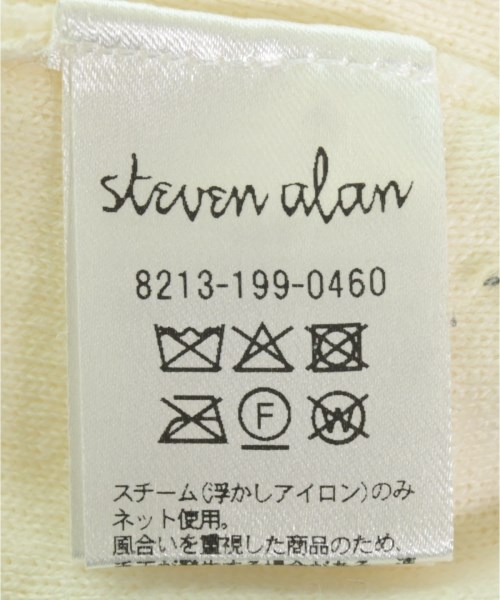 steven alan
8213-199-0460
F
W
スチーム(浮かしアイロン)のみ
ネット使用。
風合いを重視した商品のため、